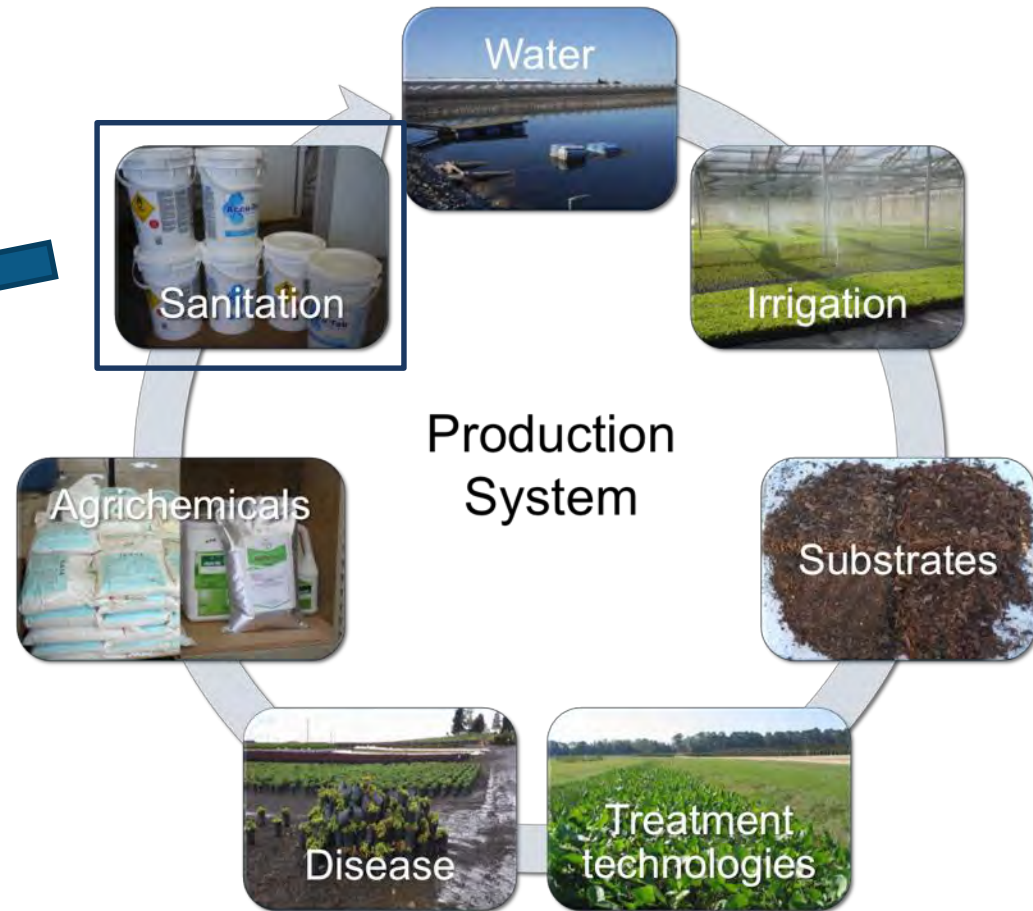 Water
Irrigation
Substrates
Treatment
technologies
Disease
Agrichemicals
Sanitation
Production
System